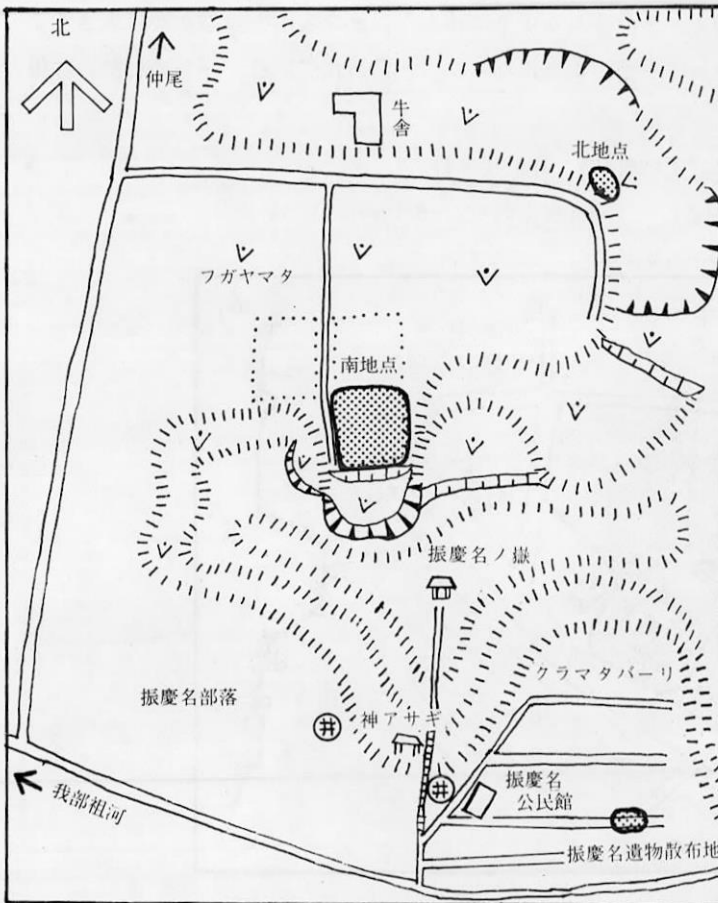 北
仲尾
牛舎
北地点
フガヤマタ
南地点
振慶名ノ嶽
クラマタバーリ
振慶名部落
井
神アサギ
井
振慶名
公民館
我部祖河
振慶名遺物散布地